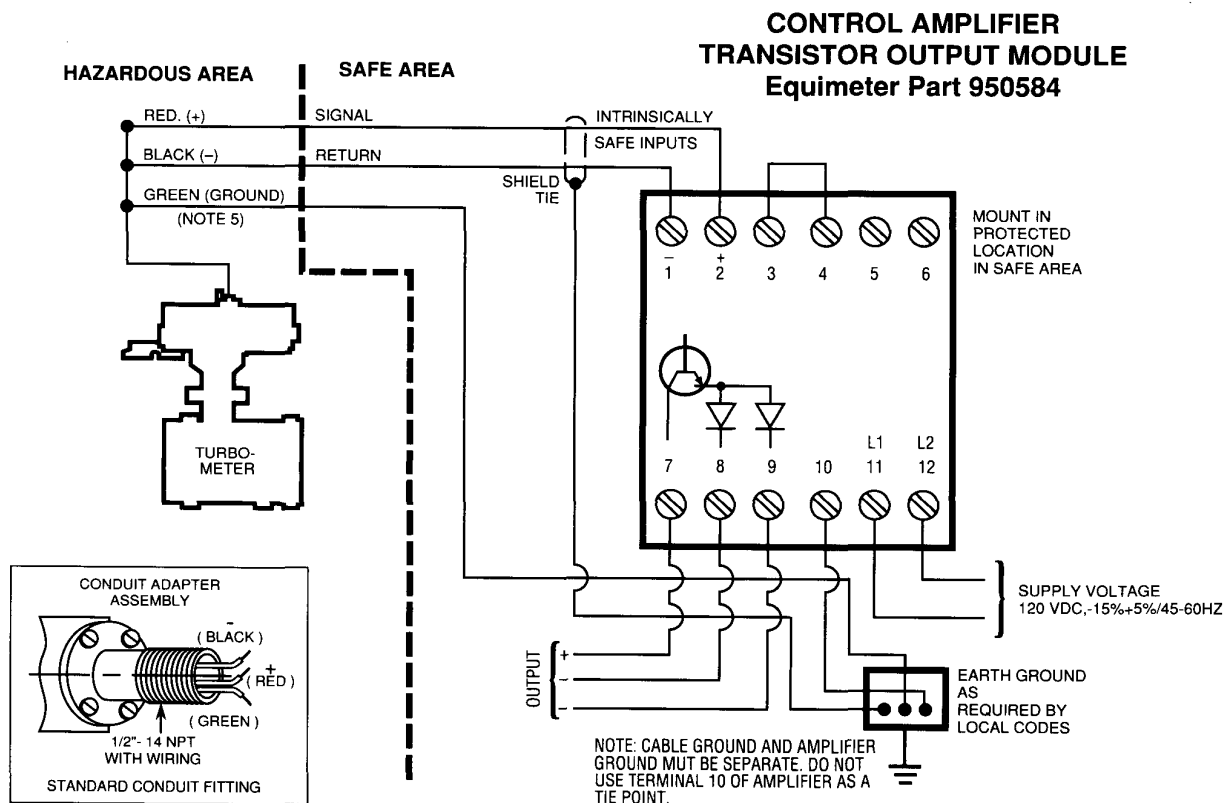 CONTROL AMPLIFIER
TRANSISTOR OUTPUT MODULE
Equimeter Part 950584
HAZARDOUS AREA
SAFE AREA
RED. (+)
SIGNAL
INTRINSICALLY
SAFE INPUTS
BLACK (−)
RETURN
SHIELD
TIE
GREEN (GROUND)
(NOTE 5)
MOUNT IN
PROTECTED
LOCATION
IN SAFE AREA
− +
1 2 3 4 5 6
TURBO-
METER
L1 L2
7 8 9 10 11 12
CONDUIT ADAPTER
ASSEMBLY
-
( BLACK )
+
( RED )
( GREEN )
1/2"- 14 NPT
WITH WIRING
STANDARD CONDUIT FITTING
SUPPLY VOLTAGE
120 VDC,-15%+5%/45-60HZ
OUTPUT
+
−
−
EARTH GROUND
AS
REQUIRED BY
LOCAL CODES
NOTE: CABLE GROUND AND AMPLIFIER
GROUND MUT BE SEPARATE. DO NOT
USE TERMINAL 10 OF AMPLIFIER AS A
TIE POINT.